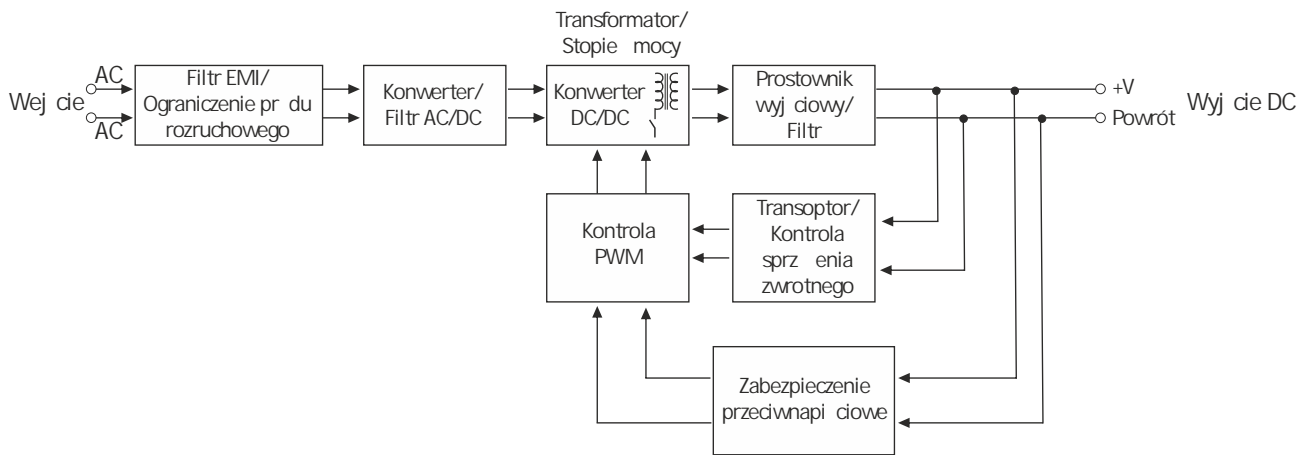 Transformator/
Stopie mocy
Wej cie
AC
AC
Filtr EMI/
Ograniczenie pr du
rozruchowego
Konwerter/
Filtr AC/DC
Konwerter
DC/DC
Prostownik
wyj ciowy/
Filtr
+V
Powrót
Wyj cie DC
Kontrola
PWM
Transoptor/
Kontrola
sprz enia
zwrotnego
Zabezpieczenie
przeciwnapi ciowe